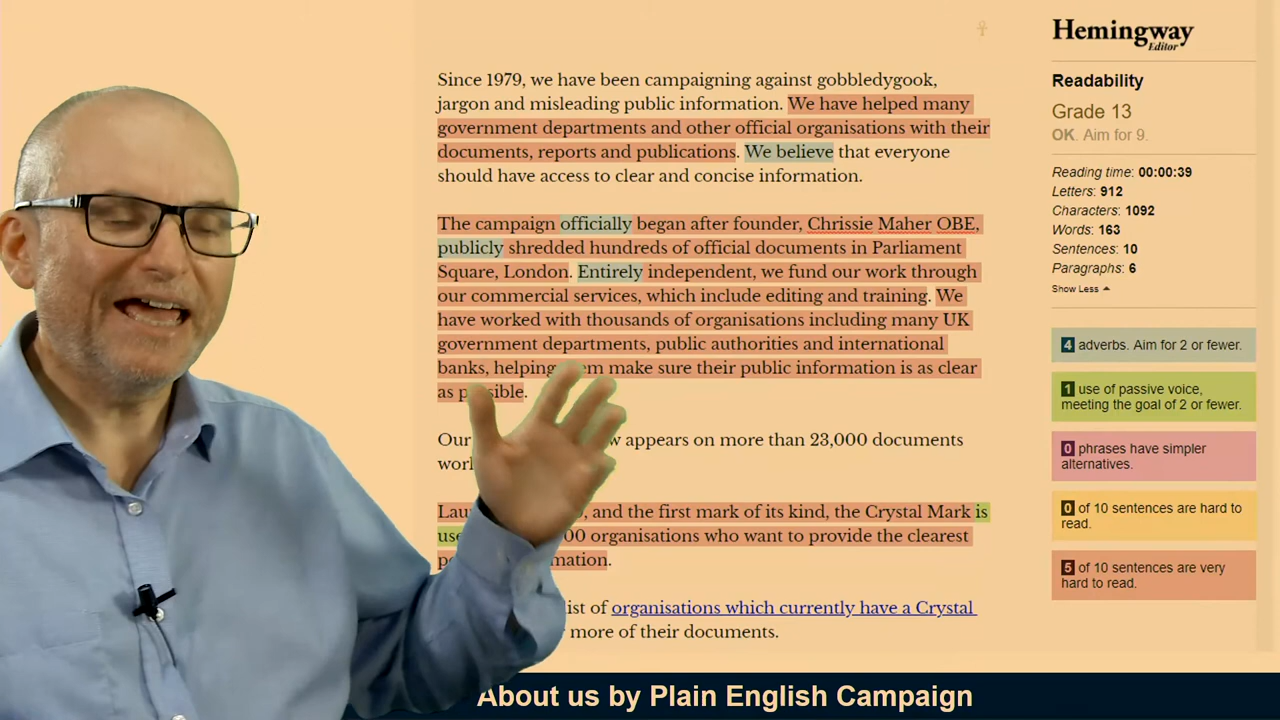 Since 1979, we have been campaigning against gobbledygook,
jargon and misleading public information. We have helped many
government departments and other official organisations with their
documents, reports and publications. We believe that everyone
should have access to clear and concise information.
The campaign officially began after founder, Chrissie Maher OBE,
publicly shredded hundreds of official documents in Parliament
Square, London. Entirely independent, we fund our work through
our commercial services, which include editing and training. We
have worked with thousands of organisations including many UK
government departments, public authorities and international
banks, helping make sure their public information is as clear
as
Our appears on more than 23,000 documents
and the first mark of its kind, the Crystal Mark is
organisations who want to provide the clearest
of organisations which currently have a Crystal
more of their documents.
Hemingway
Editor
Readability
Grade 13
OK. Aim for 9.
Reading time: 00:00:39
Letters: 912
Characters: 1092
Words: 163
Sentences: 10
Paragraphs: 6
Show Less
4 adverbs. Aim for 2 or fewer.
1 use of passive voice,
meeting the goal of 2 or fewer.
0 phrases have simpler
alternatives.
0 of 10 sentences are hard to
read.
5 of 10 sentences are very
hard to read.
About us by Plain English Campaign